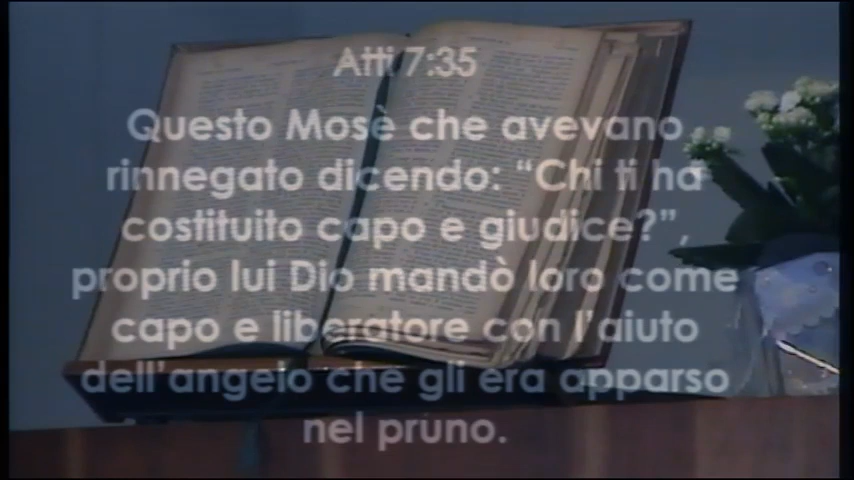 Atti 7:35
Questo Mosè che avevano
rinnegato dicendo: “Chi ti ha
costituito capo e giudice?”,
proprio lui Dio mandò loro come
capo e liberatore con l’aiuto
dell’angelo che gli era apparso
nel pruno.